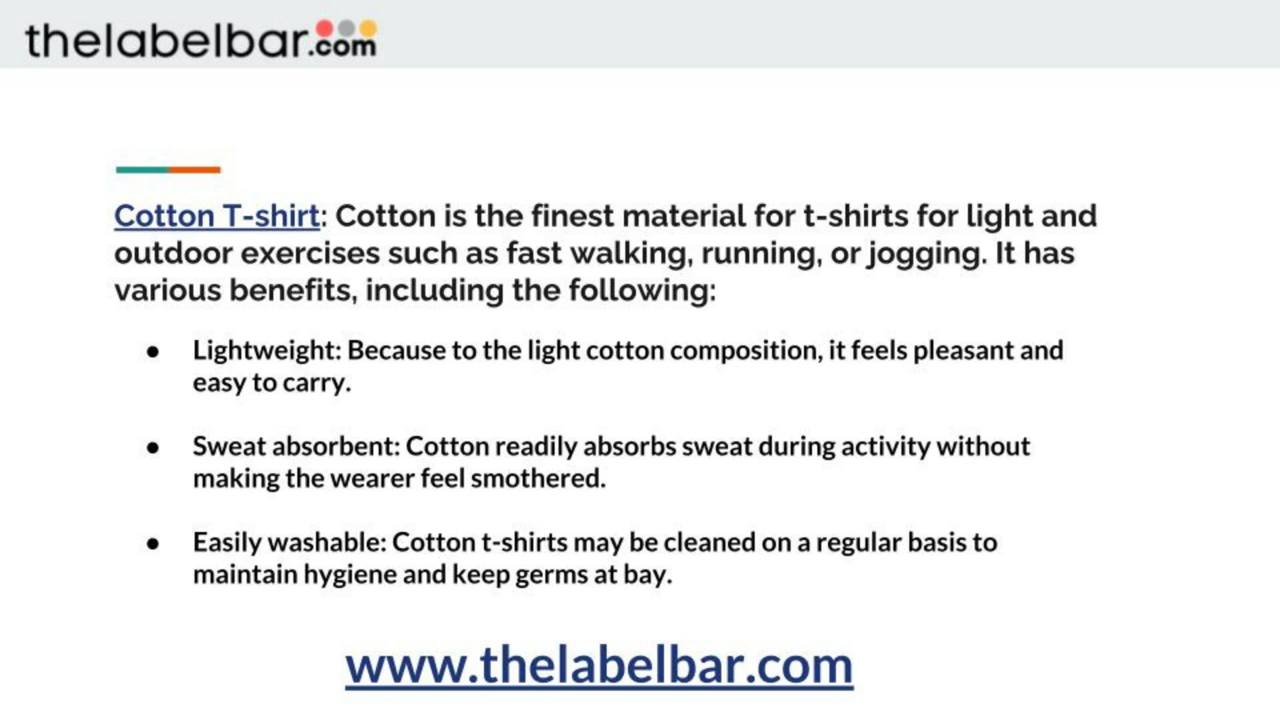 thelabelbar.com
Cotton T-shirt: Cotton is the finest material for t-shirts for light and
outdoor exercises such as fast walking, running, or jogging. It has
various benefits, including the following:
● Lightweight: Because to the light cotton composition, it feels pleasant and
easy to carry.
● Sweat absorbent: Cotton readily absorbs sweat during activity without
making the wearer feel smothered.
● Easily washable: Cotton t-shirts may be cleaned on a regular basis to
maintain hygiene and keep germs at bay.
www.thelabelbar.com